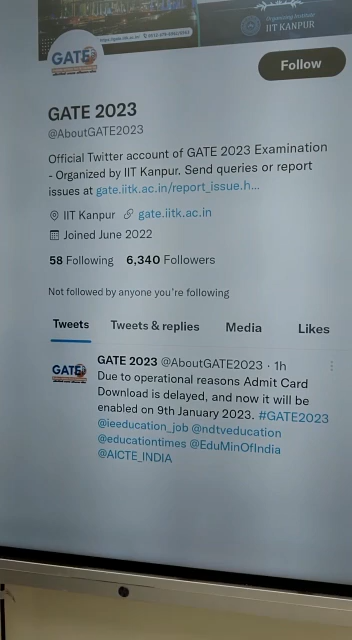 Organizing Institute
IIT KANPUR
GATE
Follow
GATE 2023
@AboutGATE2023
Official Twitter account of GATE 2023 Examination
- Organized by IIT Kanpur. Send queries or report
issues at gate.iitk.ac.in/report_issue.h...
IIT Kanpur gate.iitk.ac.in
Joined June 2022
58 Following 6,340 Followers
Not followed by anyone you're following
Tweets Tweets & replies Media Likes
GATE 2023 @AboutGATE2023 · 1h
GATE
Due to operational reasons Admit Card
Download is delayed, and now it will be
enabled on 9th January 2023. #GATE2023
@ieeducation_job @ndtveducation
@educationtimes @EduMinOfIndia
@AICTE_INDIA